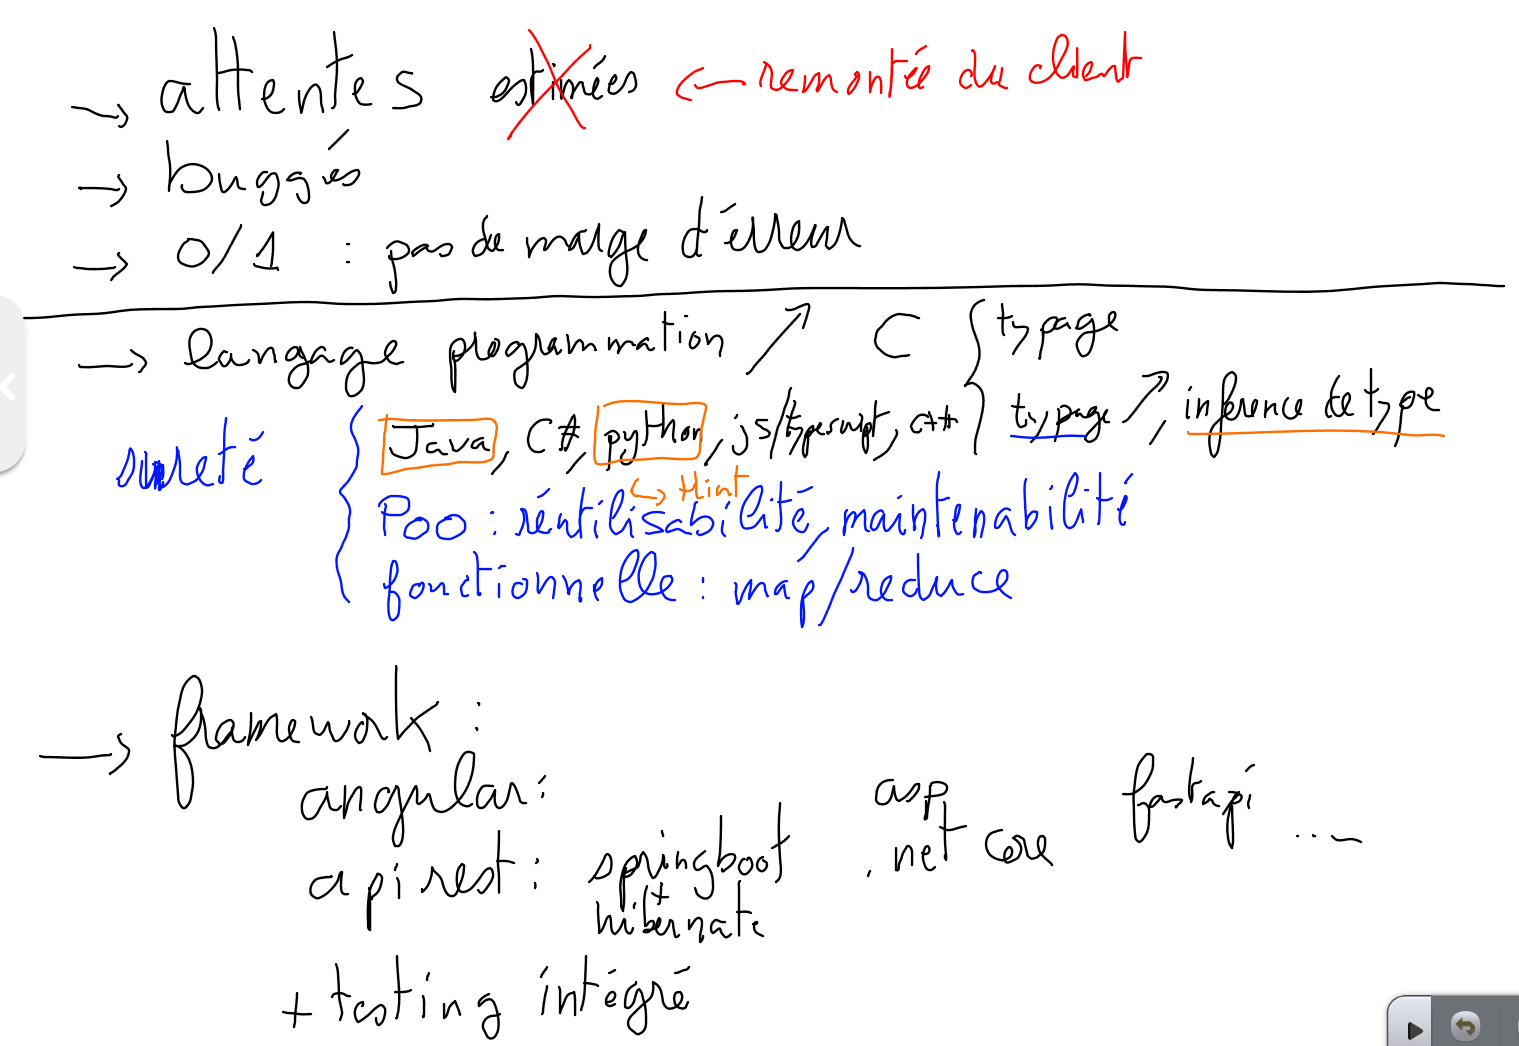 → attentes estimées ← remontée du client
→ buggés
→ 0/1 : pas de marge d'érreur
→ langage programmation ↗ C { typage
sureté { Java, C#, python, js/typescript, c++ typage ↗, inférence de type
↳ Hint
POO : réutilisabilité, maintenabilité
fonctionnelle : map/reduce
→ framework :
angular :
api rest : springboot + hibernate
asp .net core
fastapi ...
+ testing intégré